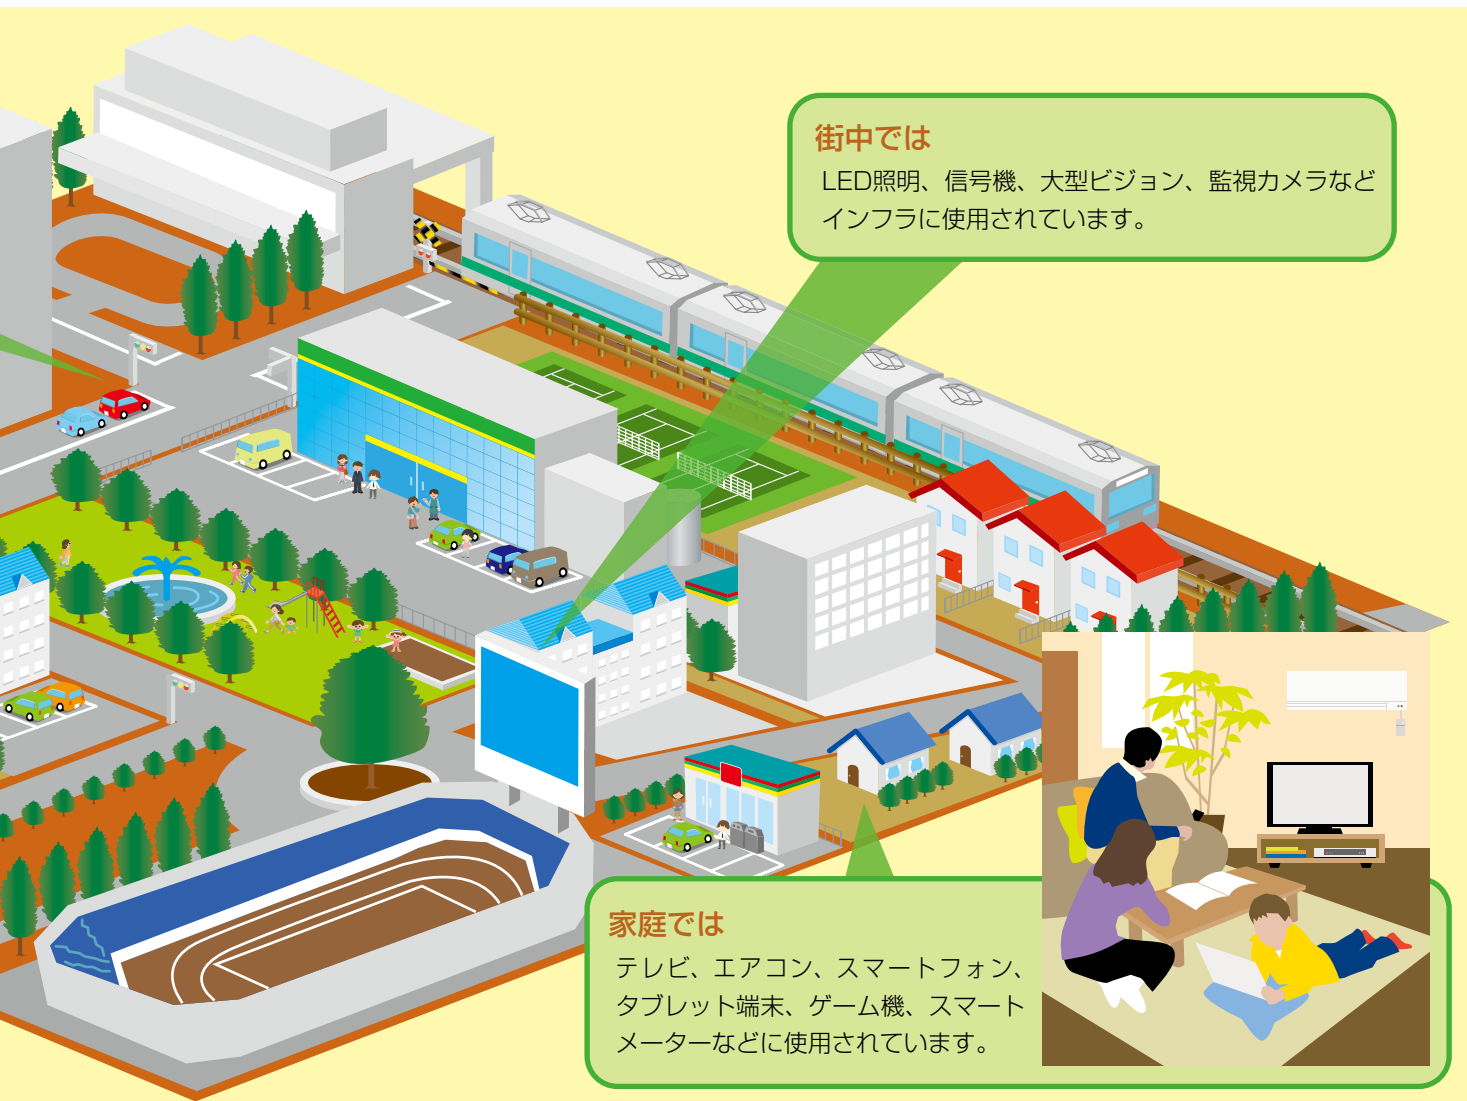 街中では
LED照明、信号機、大型ビジョン、監視カメラなど
インフラに使用されています。
家庭では
テレビ、エアコン、スマートフォン、
タブレット端末、ゲーム機、スマート
メーターなどに使用されています。